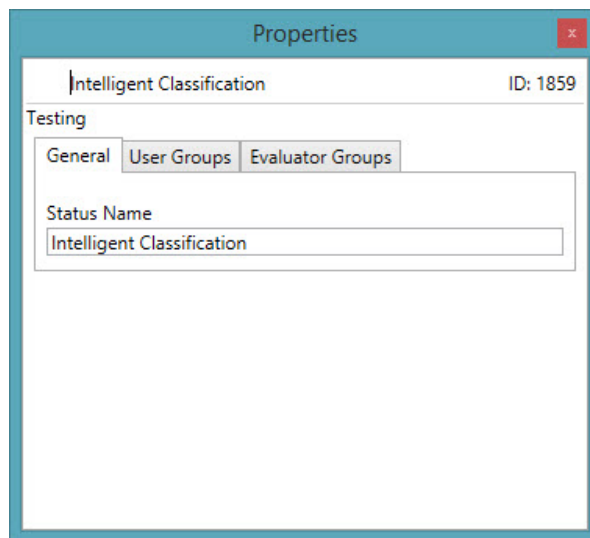 Properties
x
Intelligent Classification ID: 1859
Testing
General User Groups Evaluator Groups
Status Name
Intelligent Classification